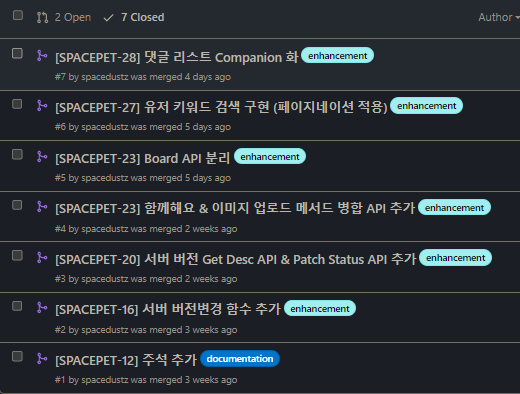 2 Open 7 Closed Author
[SPACEPET-28] 댓글 리스트 Companion 화 enhancement
#7 by spacedustz was merged 4 days ago
[SPACEPET-27] 유저 키워드 검색 구현 (페이지네이션 적용) enhancement
#6 by spacedustz was merged 5 days ago
[SPACEPET-23] Board API 분리 enhancement
#5 by spacedustz was merged 5 days ago
[SPACEPET-23] 함께해요 & 이미지 업로드 메서드 병합 API 추가 enhancement
#4 by spacedustz was merged 2 weeks ago
[SPACEPET-20] 서버 버전 Get Desc API & Patch Status API 추가 enhancement
#3 by spacedustz was merged 2 weeks ago
[SPACEPET-16] 서버 버전변경 함수 추가 enhancement
#2 by spacedustz was merged 3 weeks ago
[SPACEPET-12] 주석 추가 documentation
#1 by spacedustz was merged 3 weeks ago